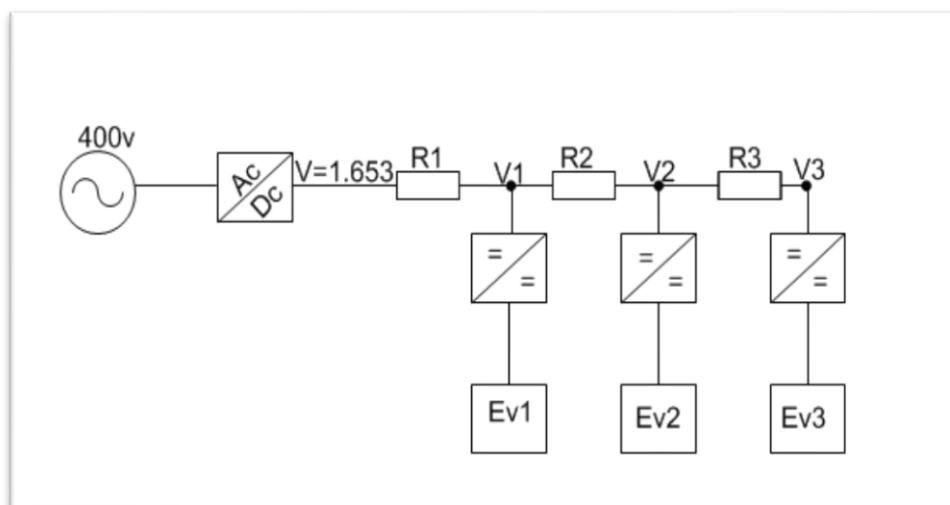 400v
Ac
Dc
V=1.653
R1
V1
R2
V2
R3
V3
=
=
=
=
=
=
Ev1
Ev2
Ev3